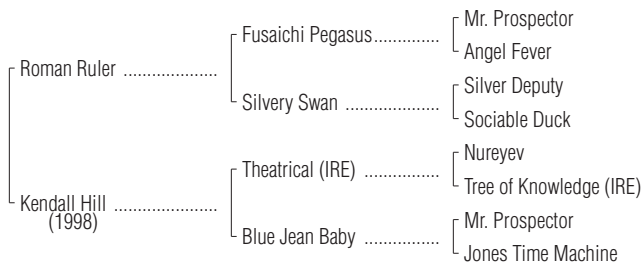 Mr. Prospector
Fusaichi Pegasus..............
Angel Fever
Roman Ruler ....................
Silver Deputy
Silvery Swan ....................
Sociable Duck
Nureyev
Theatrical (IRE) ................
Tree of Knowledge (IRE)
Kendall Hill ......................
(1998)
Mr. Prospector
Blue Jean Baby ................
Jones Time Machine